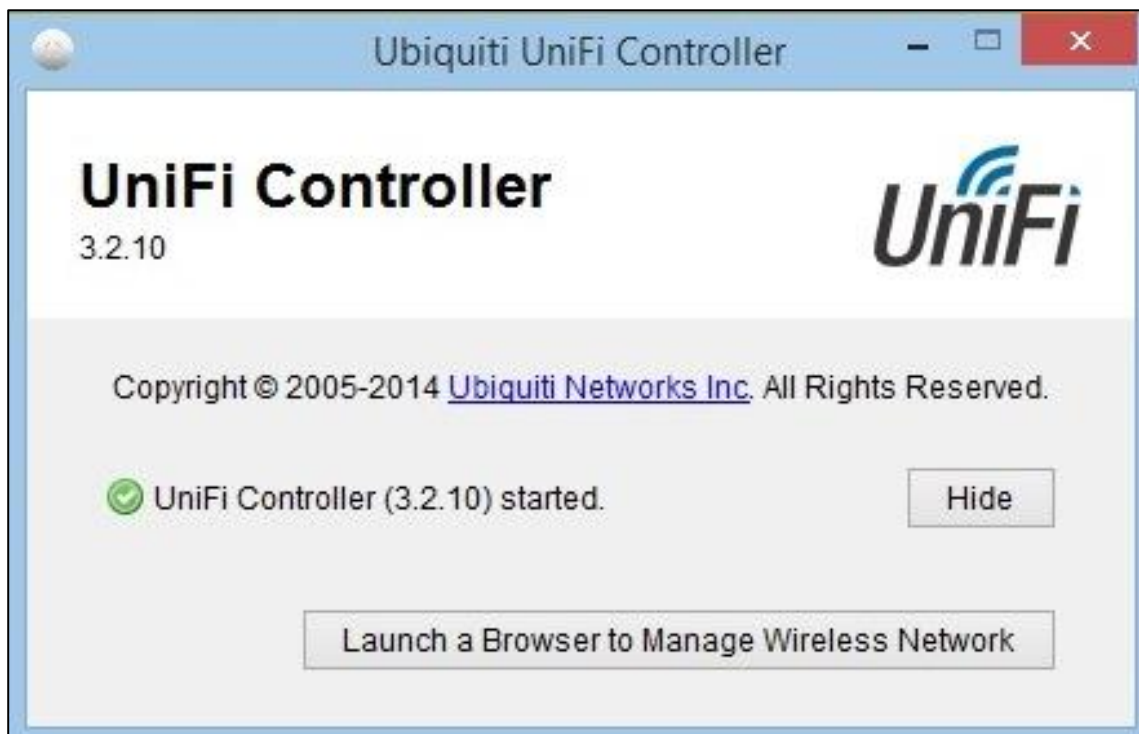 Ubiquiti UniFi Controller
UniFi Controller
UniFi
3.2.10
Copyright © 2005-2014 Ubiquiti Networks Inc. All Rights Reserved.
UniFi Controller (3.2.10) started.
Hide
Launch a Browser to Manage Wireless Network